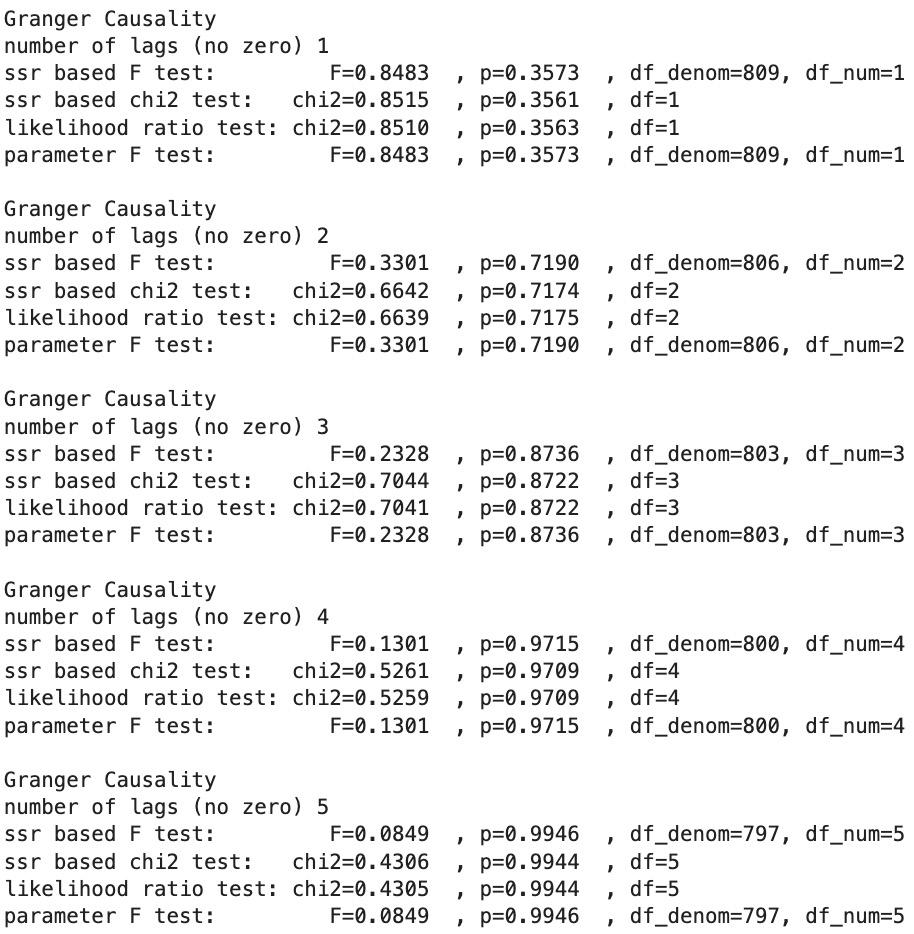 Granger Causality
number of lags (no zero) 1
ssr based F test:         F=0.8483  , p=0.3573  , df_denom=809, df_num=1
ssr based chi2 test:   chi2=0.8515  , p=0.3561  , df=1
likelihood ratio test: chi2=0.8510  , p=0.3563  , df=1
parameter F test:         F=0.8483  , p=0.3573  , df_denom=809, df_num=1

Granger Causality
number of lags (no zero) 2
ssr based F test:         F=0.3301  , p=0.7190  , df_denom=806, df_num=2
ssr based chi2 test:   chi2=0.6642  , p=0.7174  , df=2
likelihood ratio test: chi2=0.6639  , p=0.7175  , df=2
parameter F test:         F=0.3301  , p=0.7190  , df_denom=806, df_num=2

Granger Causality
number of lags (no zero) 3
ssr based F test:         F=0.2328  , p=0.8736  , df_denom=803, df_num=3
ssr based chi2 test:   chi2=0.7044  , p=0.8722  , df=3
likelihood ratio test: chi2=0.7041  , p=0.8722  , df=3
parameter F test:         F=0.2328  , p=0.8736  , df_denom=803, df_num=3

Granger Causality
number of lags (no zero) 4
ssr based F test:         F=0.1301  , p=0.9715  , df_denom=800, df_num=4
ssr based chi2 test:   chi2=0.5261  , p=0.9709  , df=4
likelihood ratio test: chi2=0.5259  , p=0.9709  , df=4
parameter F test:         F=0.1301  , p=0.9715  , df_denom=800, df_num=4

Granger Causality
number of lags (no zero) 5
ssr based F test:         F=0.0849  , p=0.9946  , df_denom=797, df_num=5
ssr based chi2 test:   chi2=0.4306  , p=0.9944  , df=5
likelihood ratio test: chi2=0.4305  , p=0.9944  , df=5
parameter F test:         F=0.0849  , p=0.9946  , df_denom=797, df_num=5